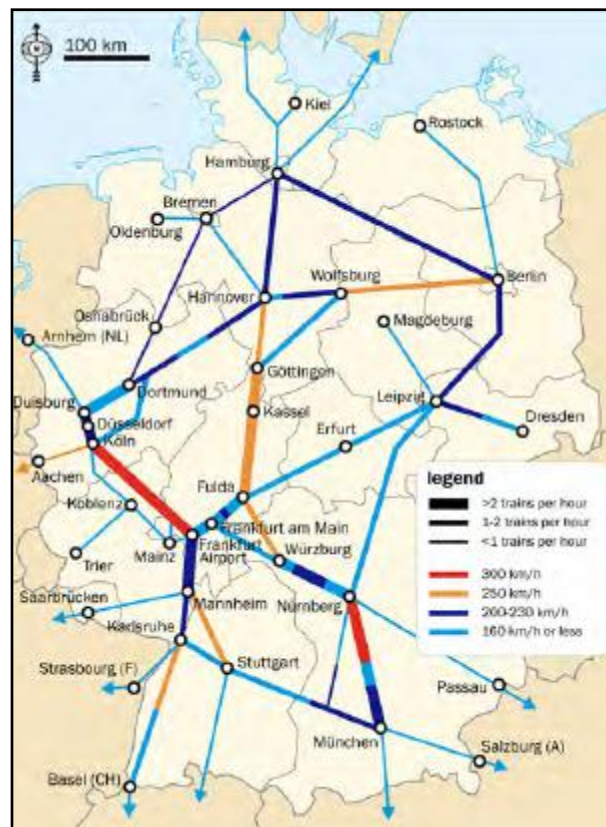 100 km
Kiel
Rostock
Hamburg
Bremen
Oldenburg
Berlin
Wolfsburg
Hannover
Osnabrück
Magdeburg
Arnhem (NL)
Göttingen
Dortmund
Leipzig
Duisburg
Kassel
Düsseldorf
Erfurt
Dresden
Köln
Aachen
Fulda
Koblenz
Frankfurt am Main
Frankfurt
Airport
Würzburg
Mainz
Trier
Nürnberg
Mannheim
Saarbrücken
Karlsruhe
Stuttgart
Strasbourg (F)
Passau
München
Salzburg (A)
Basel (CH)
legend
>2 trains per hour
1-2 trains per hour
<1 trains per hour
300 km/h
250 km/h
200-230 km/h
160 km/h or less